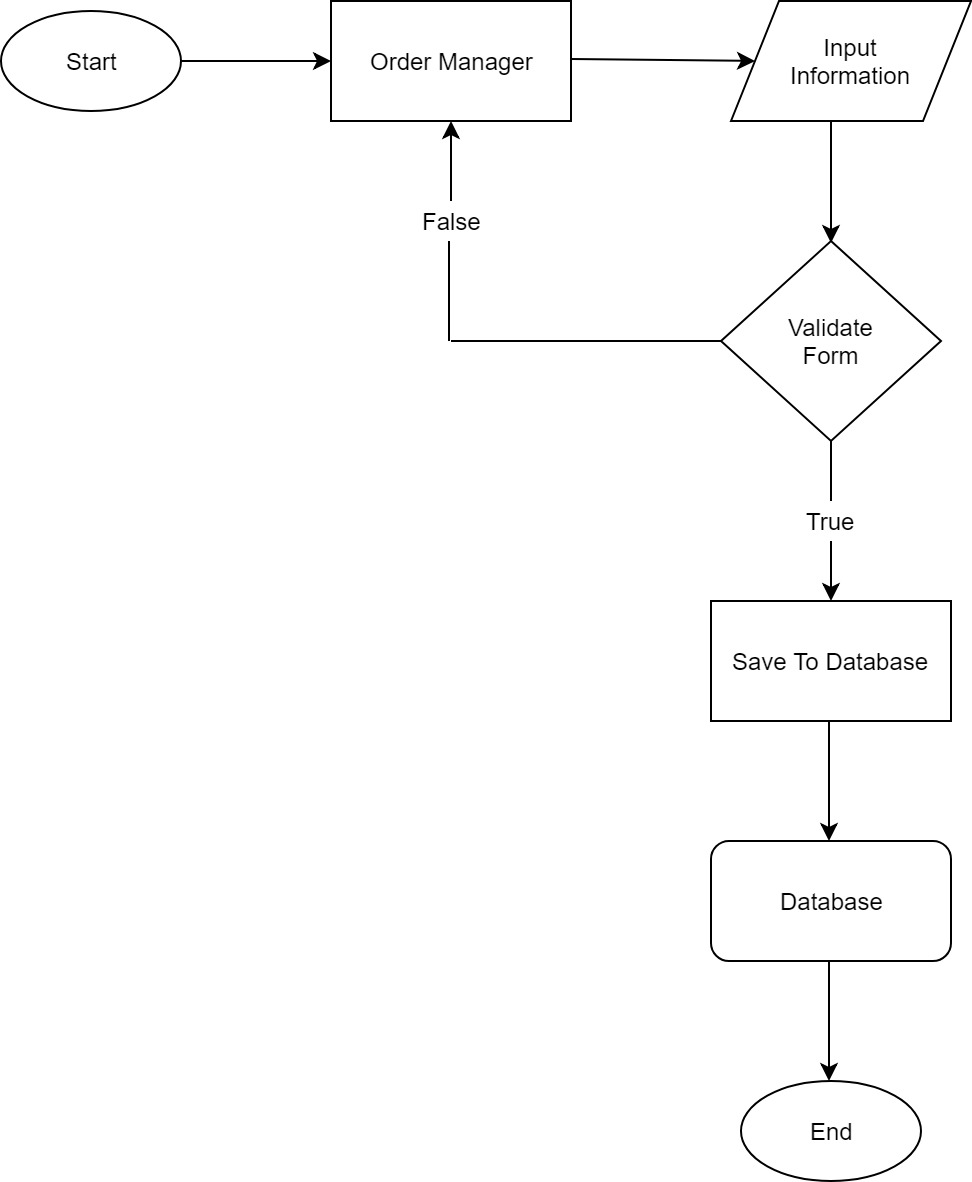 Start
Order Manager
Input
Information
False
Validate
Form
True
Save To Database
Database
End